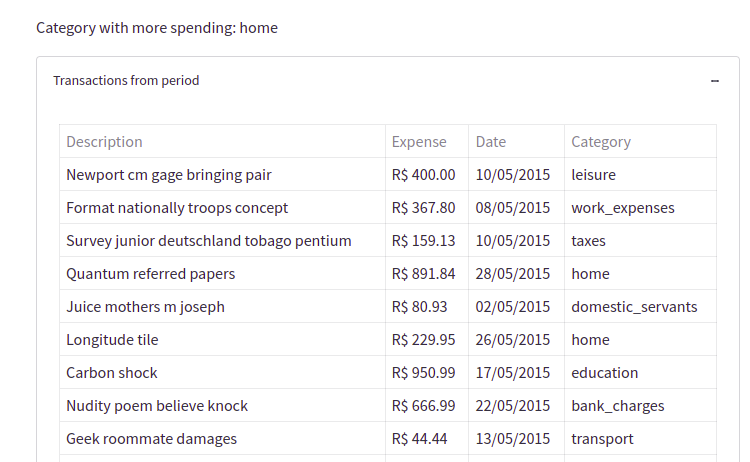 Category with more spending: home
Transactions from period –
Description Expense Date Category
Newport cm gage bringing pair R$ 400.00 10/05/2015 leisure
Format nationally troops concept R$ 367.80 08/05/2015 work_expenses
Survey junior deutschland tobago pentium R$ 159.13 10/05/2015 taxes
Quantum referred papers R$ 891.84 28/05/2015 home
Juice mothers m joseph R$ 80.93 02/05/2015 domestic_servants
Longitude tile R$ 229.95 26/05/2015 home
Carbon shock R$ 950.99 17/05/2015 education
Nudity poem believe knock R$ 666.99 22/05/2015 bank_charges
Geek roommate damages R$ 44.44 13/05/2015 transport